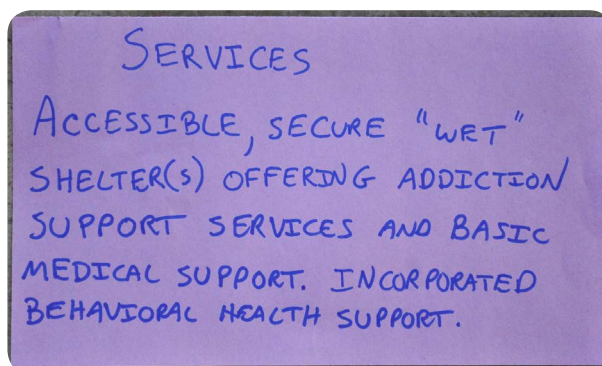 SERVICES
ACCESSIBLE, SECURE "WET"
SHELTER(S) OFFERING ADDICTION
SUPPORT SERVICES AND BASIC
MEDICAL SUPPORT. INCORPORATED
BEHAVIORAL HEALTH SUPPORT.